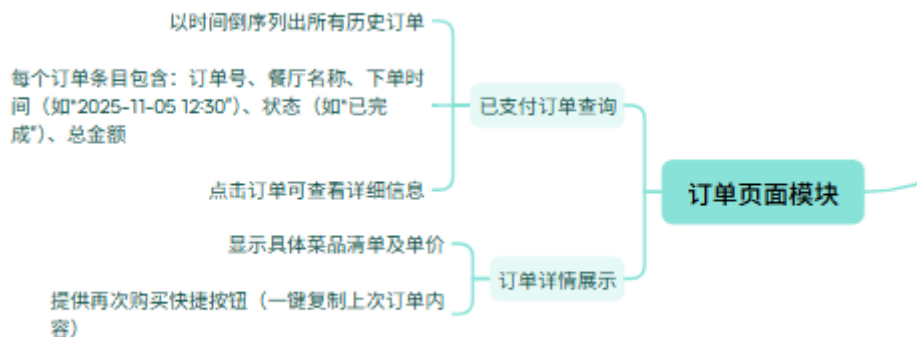 以时间倒序列出所有历史订单
每个订单条目包含：订单号、餐厅名称、下单时
间（如“2025-11-05 12:30”）、状态（如“已完
成”）、总金额
已支付订单查询
点击订单可查看详细信息
订单页面模块
显示具体菜品清单及单价
订单详情展示
提供再次购买快捷按钮（一键复制上次订单内
容）